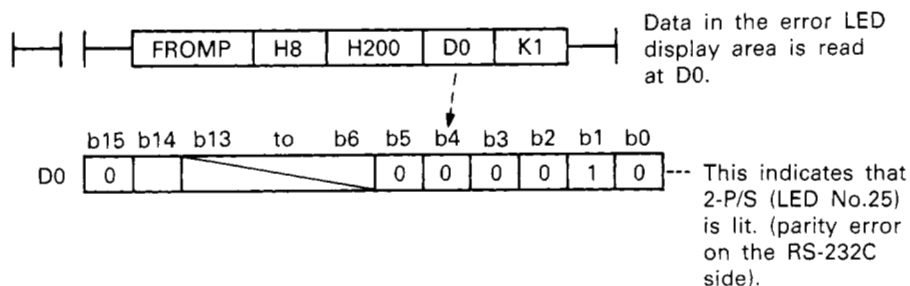 FROMP H8 H200 D0 K1
Data in the error LED
display area is read
at D0.
b15 b14 b13 to b6 b5 b4 b3 b2 b1 b0
D0 0 0 0 0 0 1 0
This indicates that
2-P/S (LED No.25)
is lit. (parity error
on the RS-232C
side).